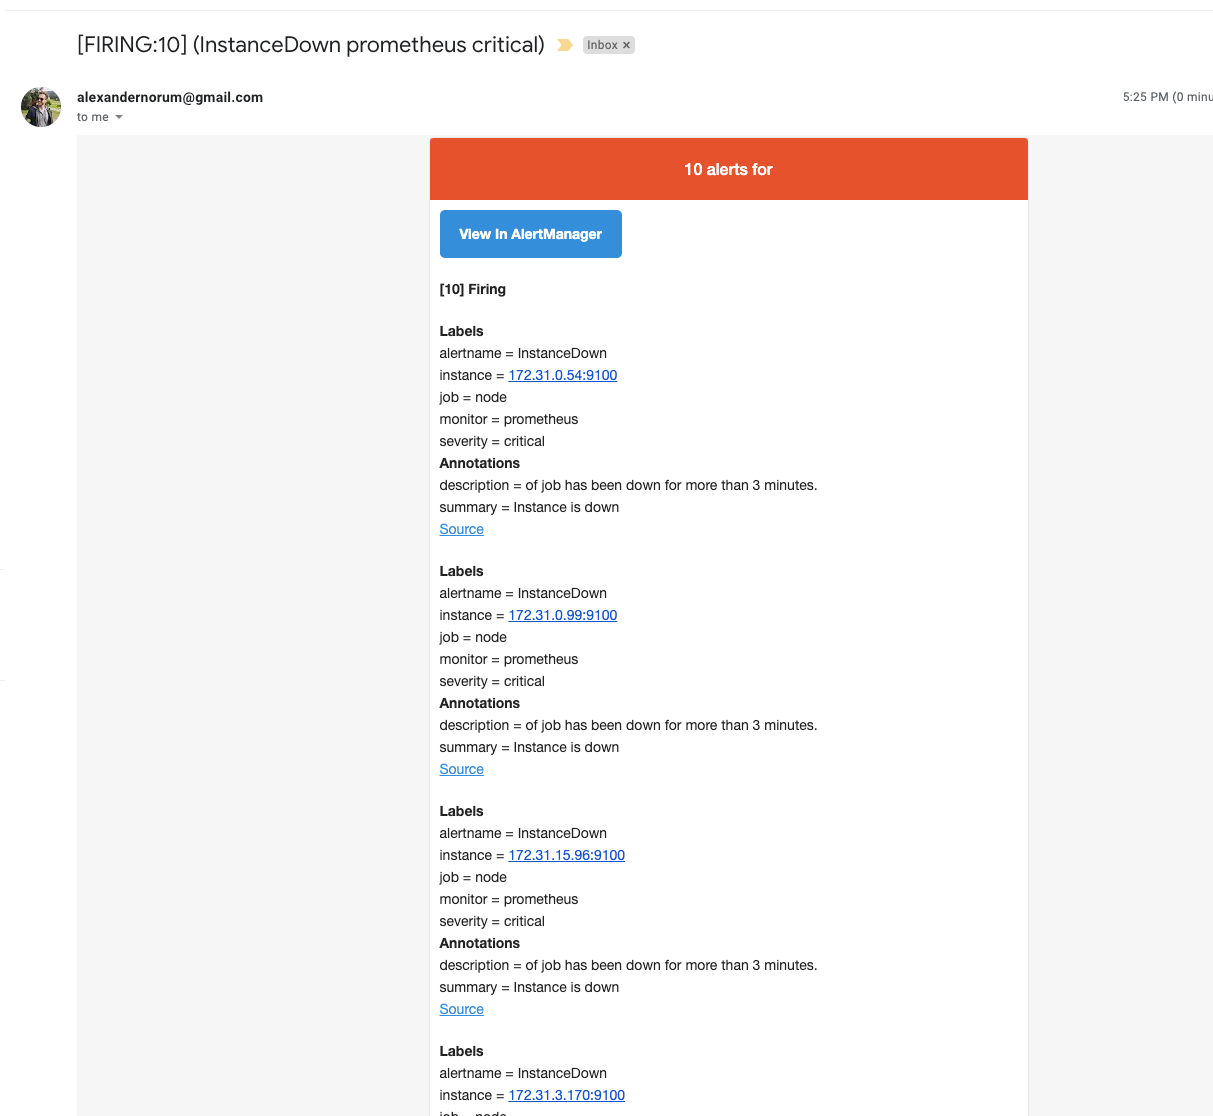 [FIRING:10] (InstanceDown prometheus critical) Inbox ×
alexandernorum@gmail.com 5:25 PM (0 minu
to me
10 alerts for
View In AlertManager
[10] Firing
Labels
alertname = InstanceDown
instance = 172.31.0.54:9100
job = node
monitor = prometheus
severity = critical
Annotations
description = of job has been down for more than 3 minutes.
summary = Instance is down
Source
Labels
alertname = InstanceDown
instance = 172.31.0.99:9100
job = node
monitor = prometheus
severity = critical
Annotations
description = of job has been down for more than 3 minutes.
summary = Instance is down
Source
Labels
alertname = InstanceDown
instance = 172.31.15.96:9100
job = node
monitor = prometheus
severity = critical
Annotations
description = of job has been down for more than 3 minutes.
summary = Instance is down
Source
Labels
alertname = InstanceDown
instance = 172.31.3.170:9100
job = node